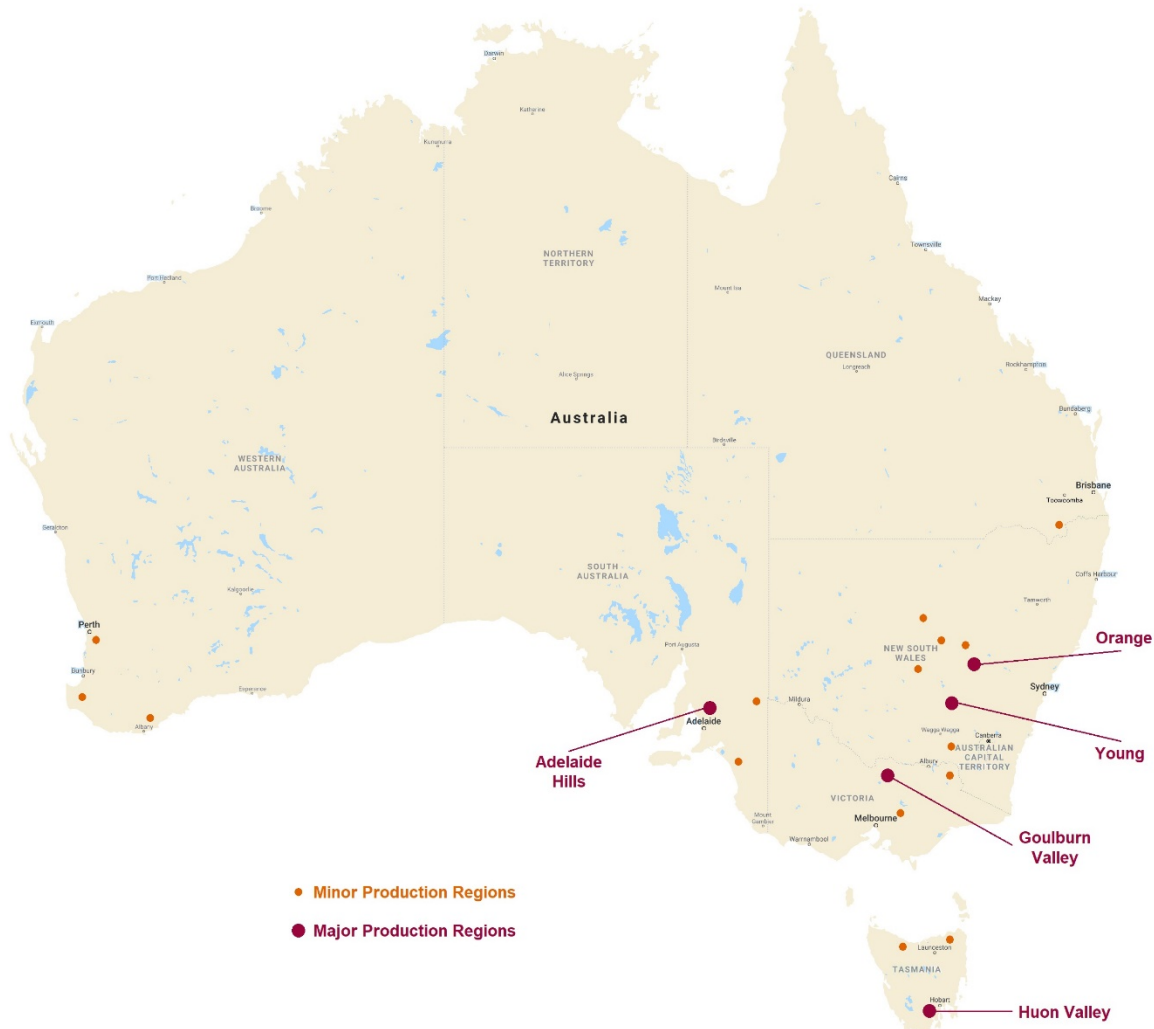 Darwin
Katherine
Kununurra
Cairns
Broome
Townsville
NORTHERN
TERRITORY
Port Hedland
Mount Isa
Mackay
Exmouth
QUEENSLAND
Longreach
Rockhampton
Alice Springs
Australia
Bundaberg
Birdsville
WESTERN
AUSTRALIA
Brisbane
Toowoomba
Geraldton
SOUTH
AUSTRALIA
Coffs Harbour
Kalgoorlie
Tamworth
Perth
Orange
Port Augusta
NEW SOUTH
WALES
Bunbury
Esperance
Sydney
Mildura
Albany
Adelaide
Wagga Wagga
Canberra
AUSTRALIAN
CAPITAL
TERRITORY
Young
Adelaide
Hills
Albury
VICTORIA
Mount
Gambier
Melbourne
Warrnambool
Goulburn
Valley
Minor Production Regions
Major Production Regions
Launceston
TASMANIA
Hobart
Huon Valley